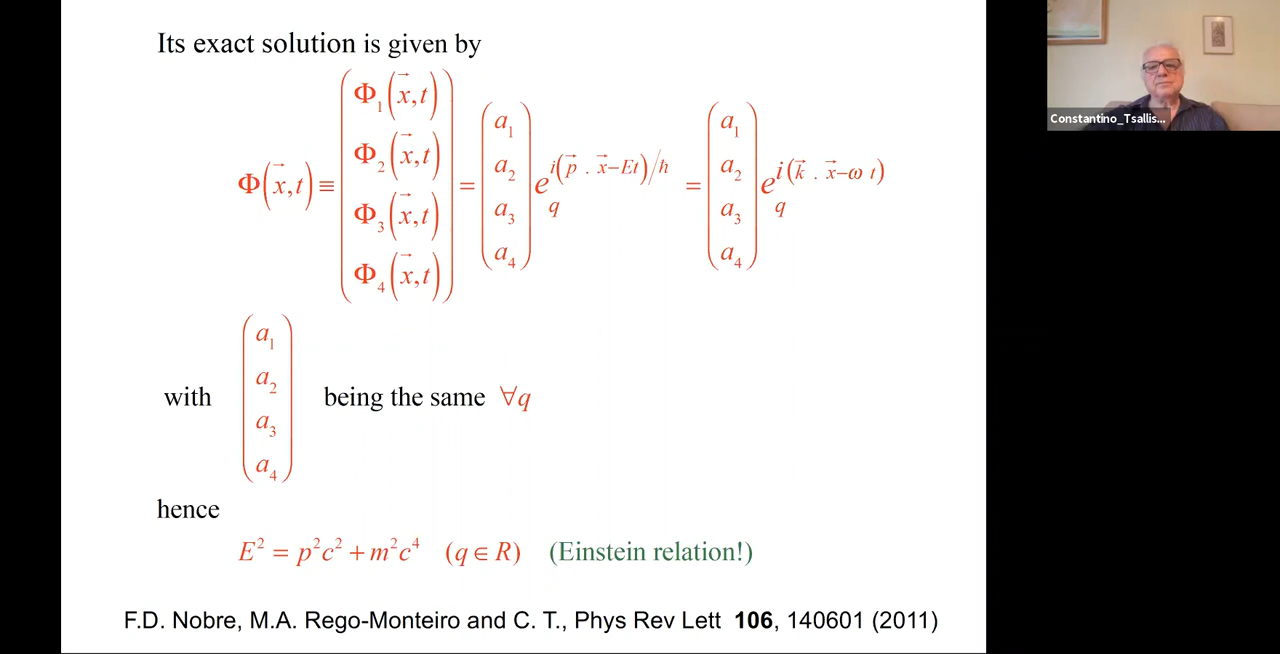 Its exact solution is given by
Φ(x⃗,t) ≡ (Φ₁(x⃗,t) Φ₂(x⃗,t) Φ₃(x⃗,t) Φ₄(x⃗,t)) = (a₁ a₂ a₃ a₄) e_q^{i(p⃗ . x⃗−Et)/ħ} = (a₁ a₂ a₃ a₄) e_q^{i(k⃗ . x⃗−ω t)}
with (a₁ a₂ a₃ a₄) being the same ∀q
hence
E² = p²c² + m²c⁴ (q ∈ R) (Einstein relation!)
F.D. Nobre, M.A. Rego-Monteiro and C. T., Phys Rev Lett 106, 140601 (2011)
Constantino_Tsallis...